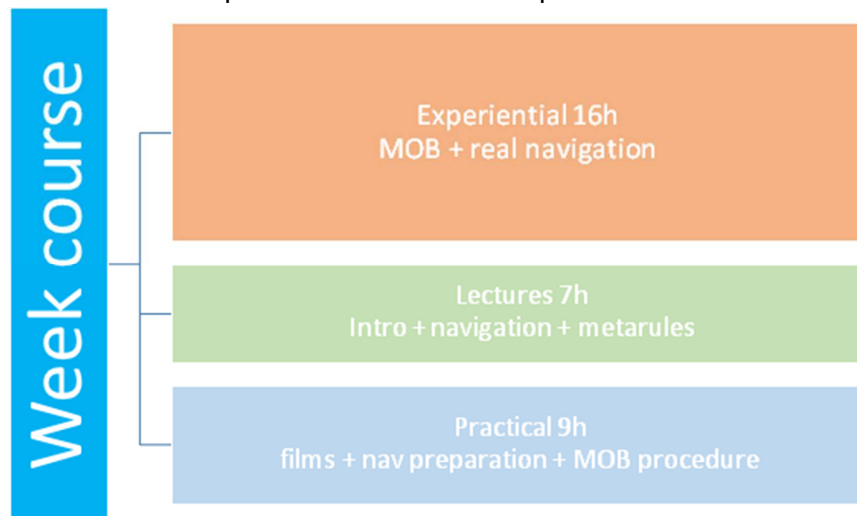 Week course
Experiential 16h
MOB + real navigation
Lectures 7h
Intro + navigation + metarules
Practical 9h
films + nav preparation + MOB procedure